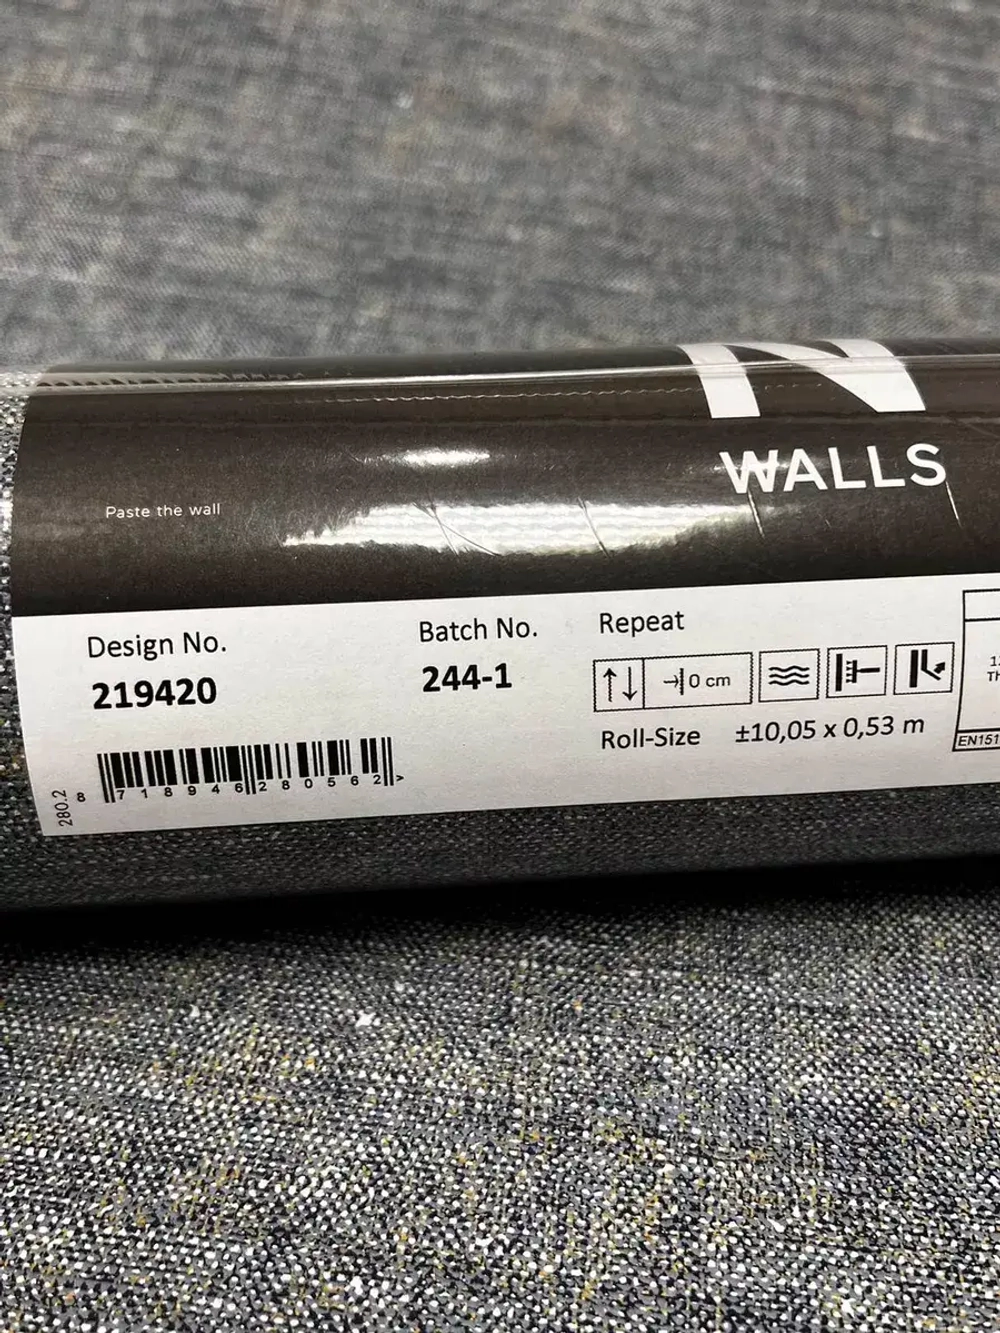 N
WALLS
Paste the wall
Design No.
219420
Batch No.
244-1
Repeat
0 cm
Roll-Size ±10,05 x 0,53 m
EN151
280.2
8 718946 280562 >